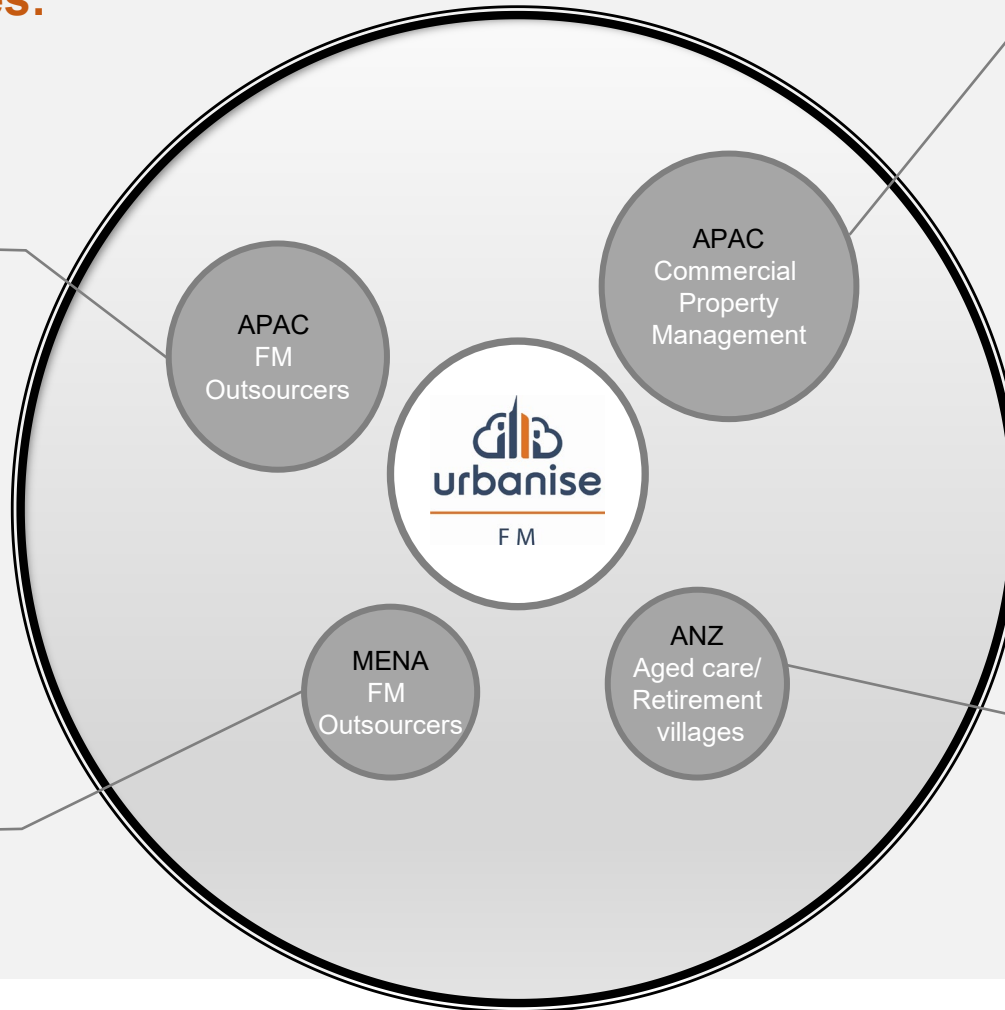 APAC
Commercial
Property
Management
APAC
FM
Outsourcers
urbanise
FM
MENA
FM
Outsourcers
ANZ
Aged care/
Retirement
villages